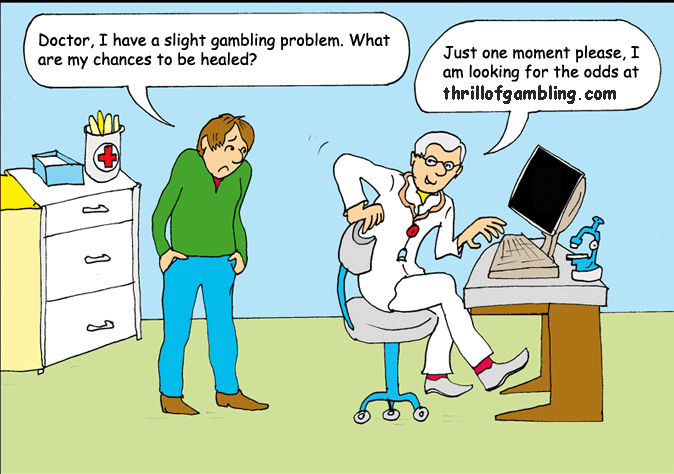 Doctor, I have a slight gambling problem. What
are my chances to be healed?
Just one moment please, I
am looking for the odds at
thrillofgambling.com